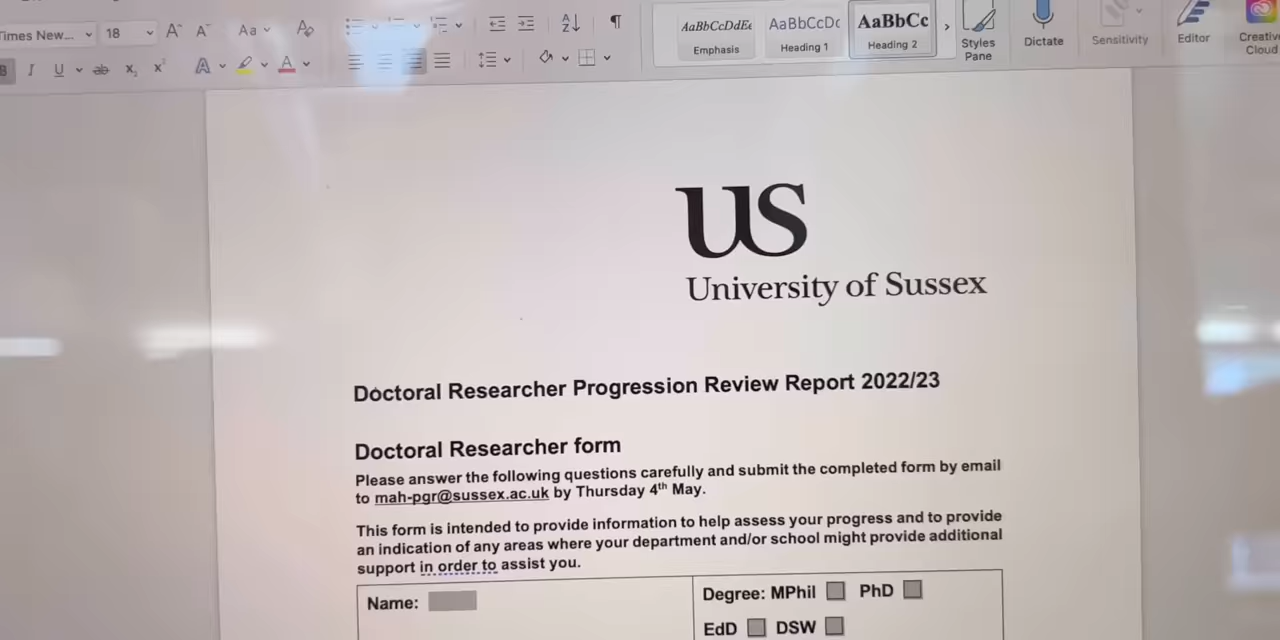 Times New...
18
Aa
AaBbCcDdEe
AaBbCcDc
AaBbCc
Emphasis
Heading 1
Heading 2
Styles
Pane
Dictate
Sensitivity
Editor
Creative
Cloud
B I U ab x₂ x² A A
US
University of Sussex
Doctoral Researcher Progression Review Report 2022/23
Doctoral Researcher form
Please answer the following questions carefully and submit the completed form by email
to mah-pgr@sussex.ac.uk by Thursday 4th May.
This form is intended to provide information to help assess your progress and to provide
an indication of any areas where your department and/or school might provide additional
support in order to assist you.
Name:
Degree: MPhil PhD
EdD DSW